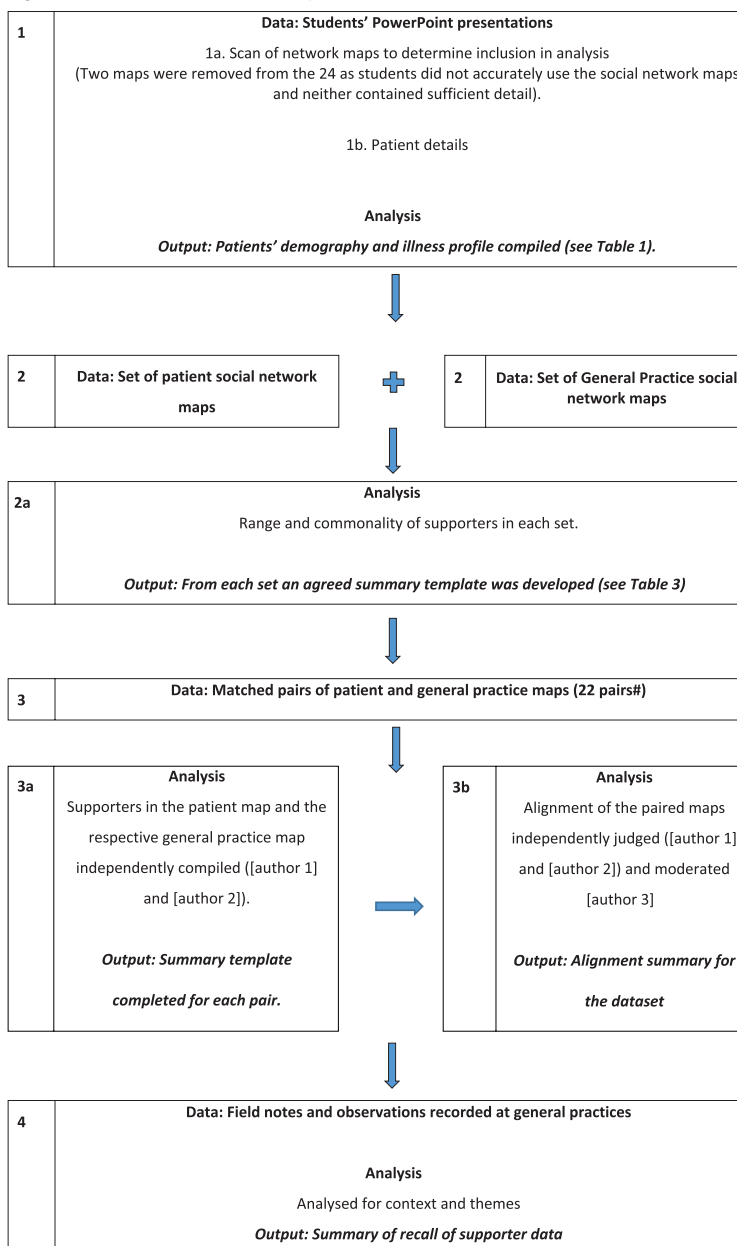 1
Data: Students’ PowerPoint presentations
1a. Scan of network maps to determine inclusion in analysis
(Two maps were removed from the 24 as students did not accurately use the social network maps
and neither contained sufficient detail).
1b. Patient details
Analysis
Output: Patients’ demography and illness profile compiled (see Table 1).
2
Data: Set of patient social network
maps
2
Data: Set of General Practice social
network maps
2a
Analysis
Range and commonality of supporters in each set.
Output: From each set an agreed summary template was developed (see Table 3)
3
Data: Matched pairs of patient and general practice maps (22 pairs#)
3a
Analysis
Supporters in the patient map and the
respective general practice map
independently compiled ([author 1]
and [author 2]).
Output: Summary template
completed for each pair.
3b
Analysis
Alignment of the paired maps
independently judged ([author 1]
and [author 2]) and moderated
[author 3]
Output: Alignment summary for
the dataset
4
Data: Field notes and observations recorded at general practices
Analysis
Analysed for context and themes
Output: Summary of recall of supporter data